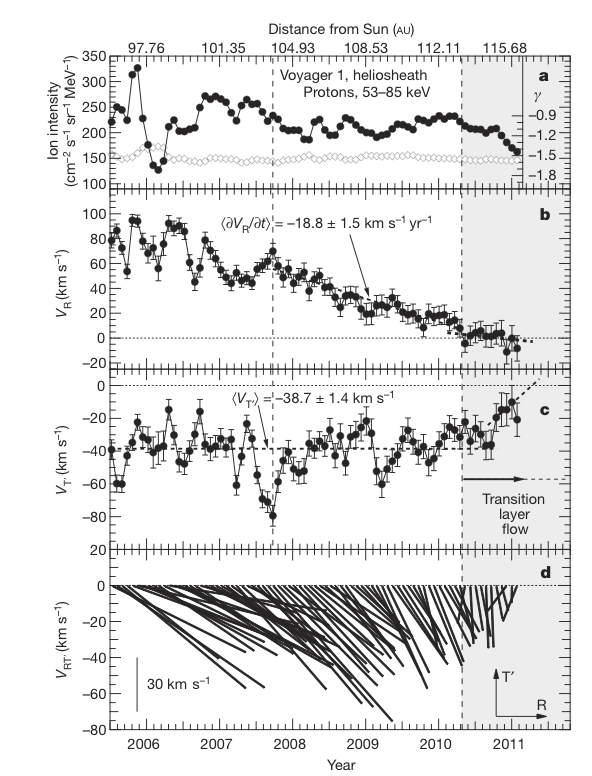 Distance from Sun (AU)
97.76 101.35 104.93 108.53 112.11 115.68
350
300
250
200
150
100
Ion intensity
(cm⁻² s⁻¹ sr⁻¹ MeV⁻¹)
Voyager 1, heliosheath
Protons, 53–85 keV
a
γ
−0.9
−1.2
−1.5
−1.8
b
100
80
60
40
20
0
−20
V_R (km s⁻¹)
⟨∂V_R/∂t⟩ = −18.8 ± 1.5 km s⁻¹ yr⁻¹
c
0
−20
−40
−60
−80
V_T′ (km s⁻¹)
⟨V_T′⟩ = −38.7 ± 1.4 km s⁻¹
Transition
layer
flow
d
20
0
−20
−40
−60
−80
V_RT′ (km s⁻¹)
30 km s⁻¹
T′
R
2006 2007 2008 2009 2010 2011
Year